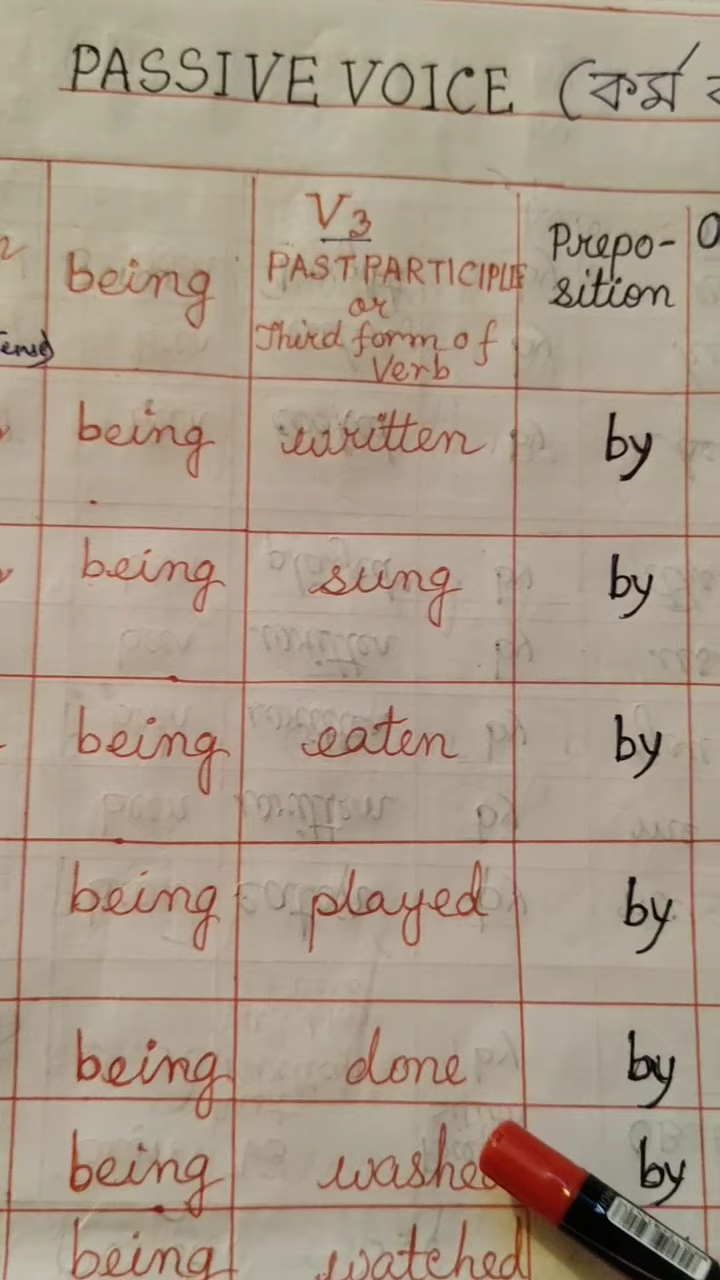 PASSIVE VOICE (কর্ম
being V3 Prepo-
PAST PARTICIPLE sition
or
Third form of
Verb
being written by
being sung by
being eaten by
being played by
being done by
being washed by
being watched